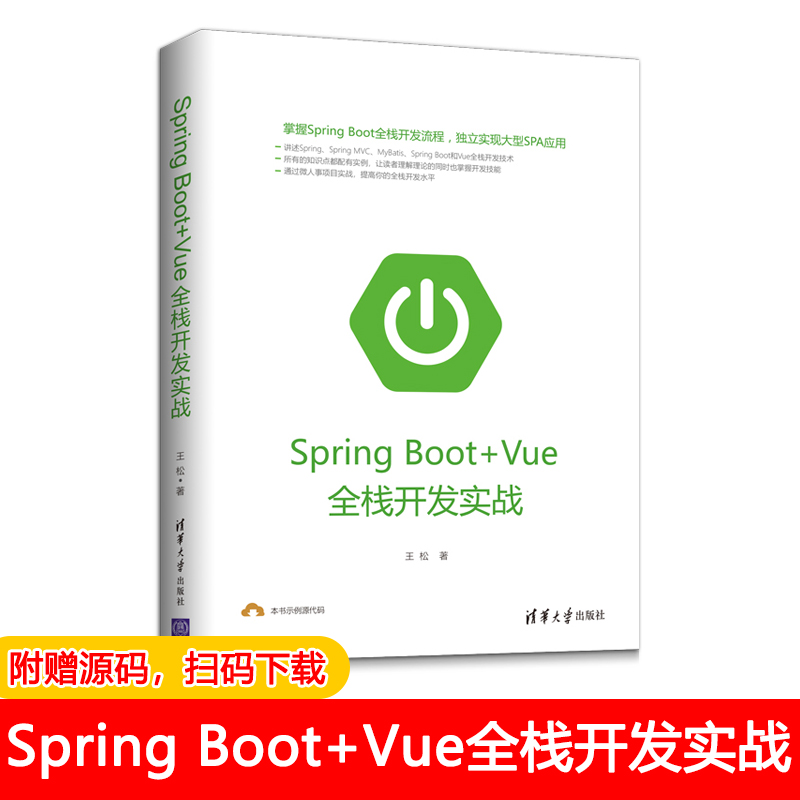 掌握Spring Boot全栈开发流程，独立实现大型SPA应用
讲述Spring、Spring MVC、MyBatis、Spring Boot和Vue全栈开发技术
所有的知识点都配有实例，让读者理解理论的同时也掌握开发技能
通过微人事项目实战，提高你的全栈开发水平
Spring Boot+Vue
全栈开发实战
王松 著
本书示例源代码
清华大学出版社
Spring Boot+Vue全栈开发实战
王松·著
清华大学出版社
附赠源码，扫码下载
Spring Boot+Vue全栈开发实战